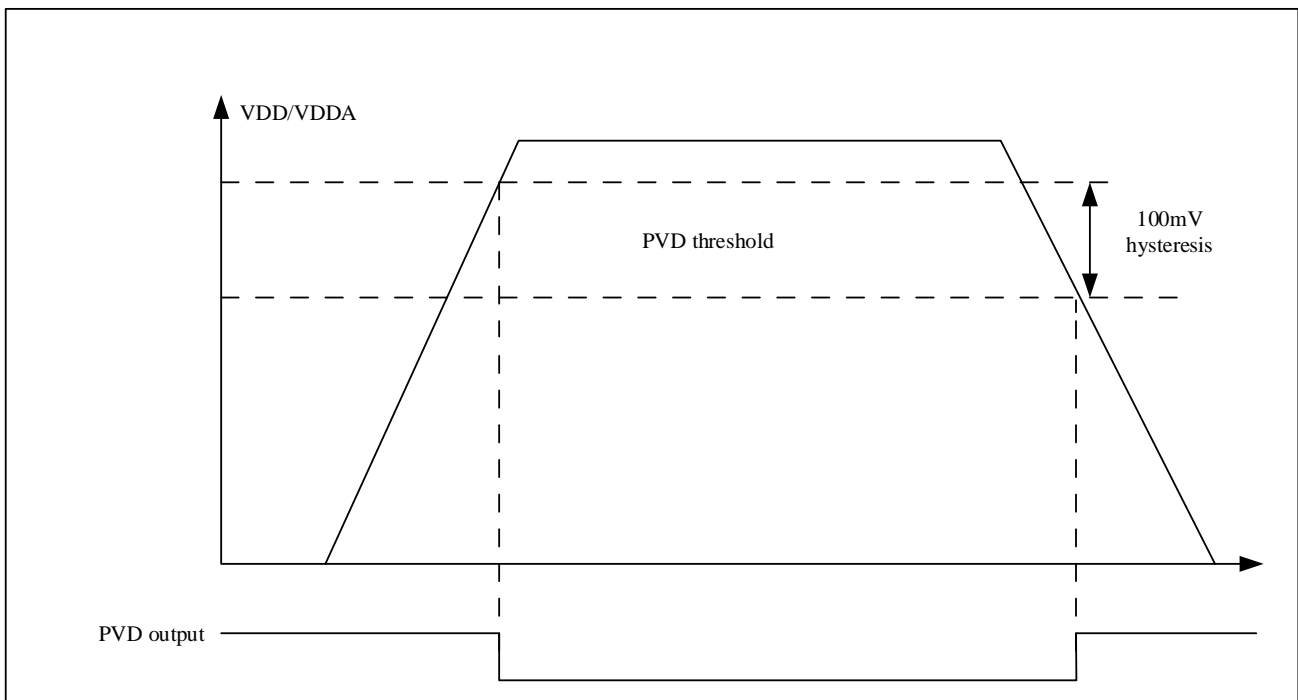 VDD/VDDA
100mV
hysteresis
PVD threshold
PVD output